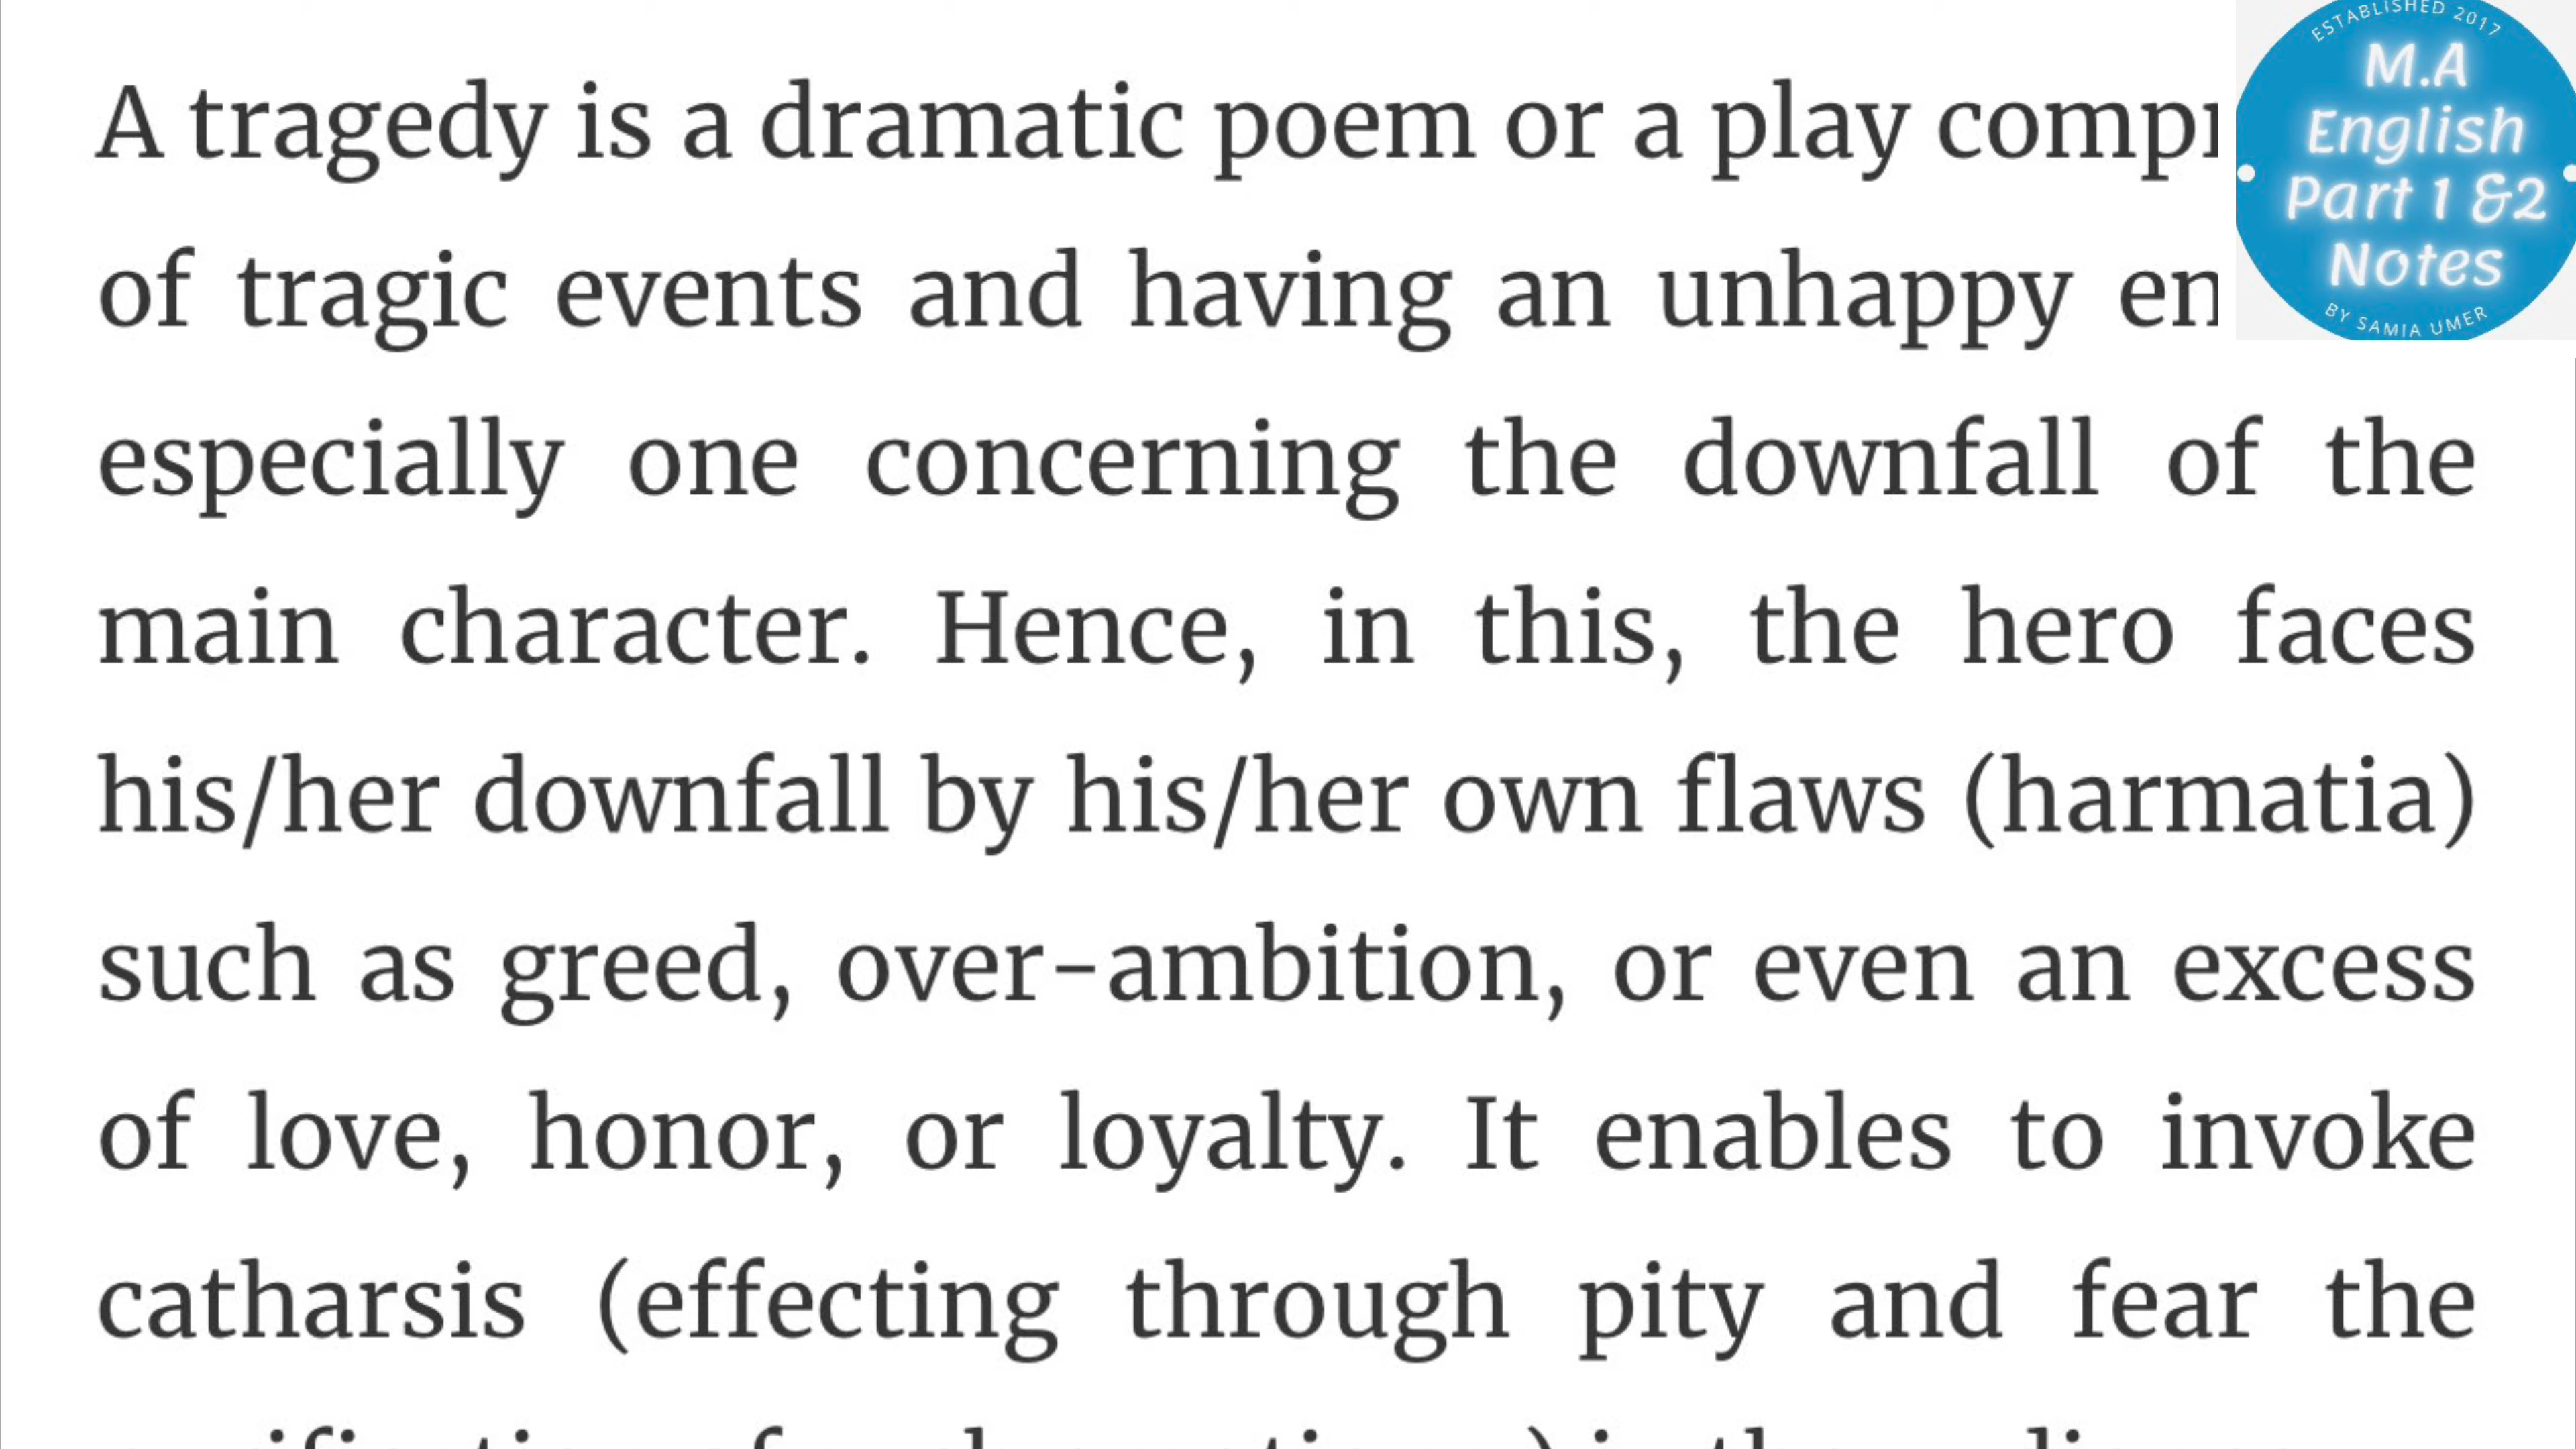 A tragedy is a dramatic poem or a play
of tragic events and having an unhappy
especially one concerning the downfall of the
main character. Hence, in this, the hero faces
his/her downfall by his/her own flaws (harmatia)
such as greed, over-ambition, or even an excess
of love, honor, or loyalty. It enables to invoke
catharsis (effecting through pity and fear the
ESTABLISHED 2017
M.A
English
Part 1 &2
Notes
BY SAMIA UMER